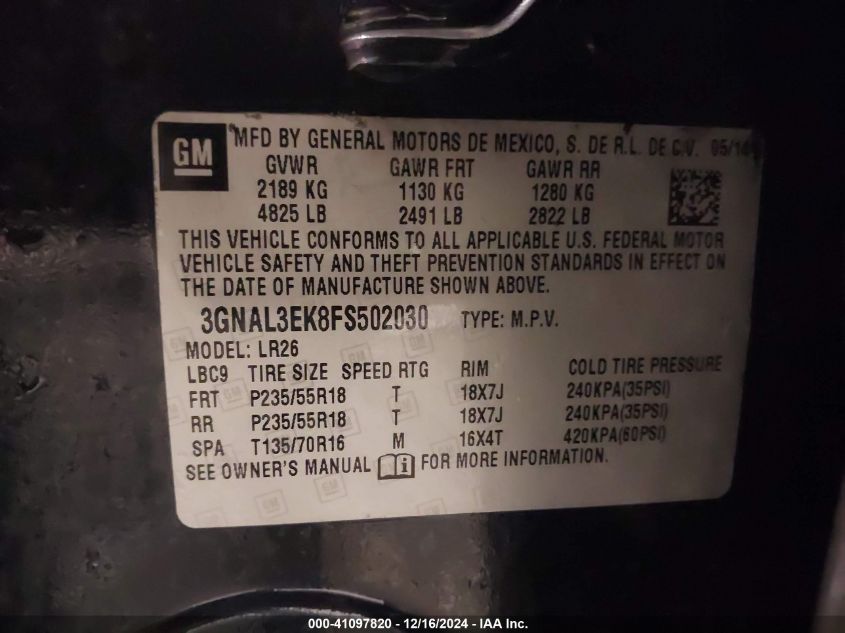 GM
MFD BY GENERAL MOTORS DE MEXICO, S. DE R.L. DE C.V. 05/14
GVWR GAWR FRT GAWR RR
2189 KG 1130 KG 1280 KG
4825 LB 2491 LB 2822 LB
THIS VEHICLE CONFORMS TO ALL APPLICABLE U.S. FEDERAL MOTOR
VEHICLE SAFETY AND THEFT PREVENTION STANDARDS IN EFFECT ON
THE DATE OF MANUFACTURE SHOWN ABOVE.
3GNAL3EK8FS502030 TYPE: M.P.V.
MODEL: LR26
LBC9 TIRE SIZE SPEED RTG RIM COLD TIRE PRESSURE
FRT P235/55R18 T 18X7J 240KPA(35PSI)
RR P235/55R18 T 18X7J 240KPA(35PSI)
SPA T135/70R16 M 16X4T 420KPA(60PSI)
SEE OWNER'S MANUAL i FOR MORE INFORMATION.
000-41097820 - 12/16/2024 - IAA Inc.